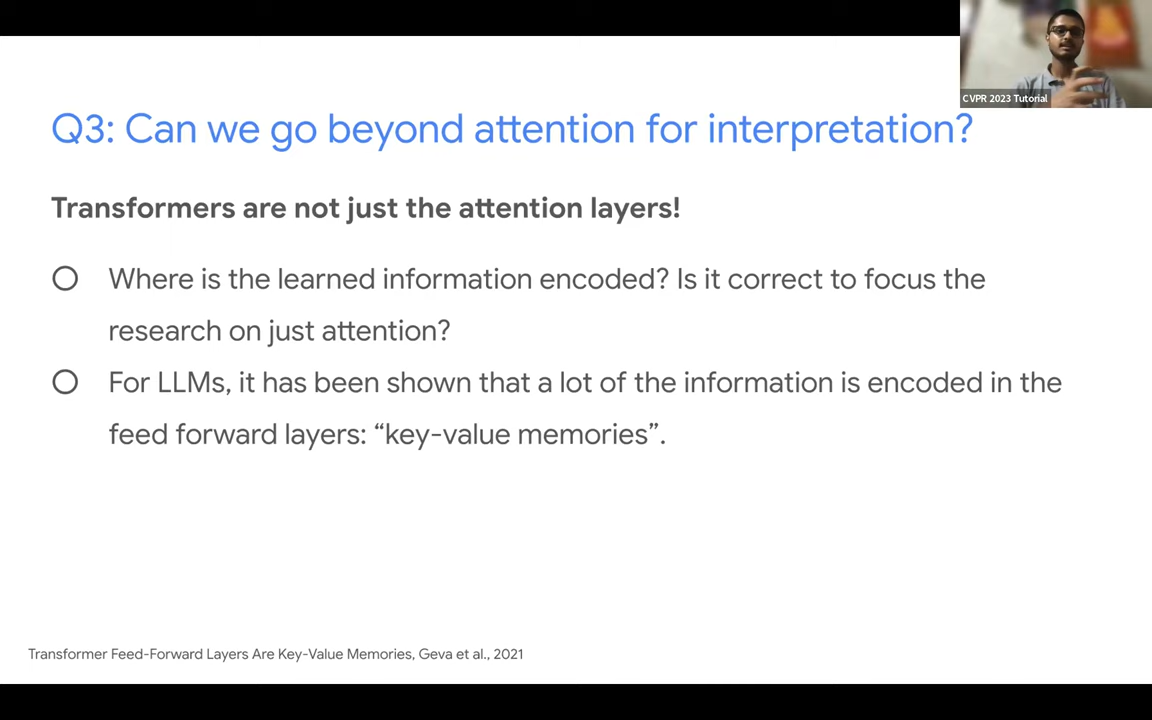 CVPR 2023 Tutorial
Q3: Can we go beyond attention for interpretation?
Transformers are not just the attention layers!
Where is the learned information encoded? Is it correct to focus the
research on just attention?
For LLMs, it has been shown that a lot of the information is encoded in the
feed forward layers: “key-value memories”.
Transformer Feed-Forward Layers Are Key-Value Memories, Geva et al., 2021